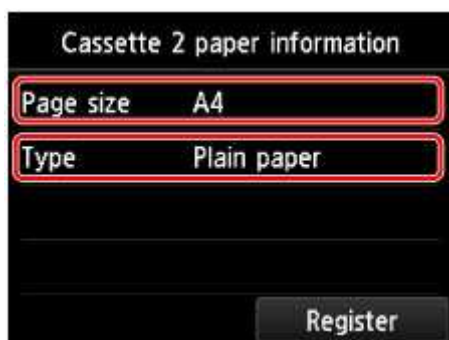 Cassette 2 paper information
Page size A4
Type Plain paper
Register